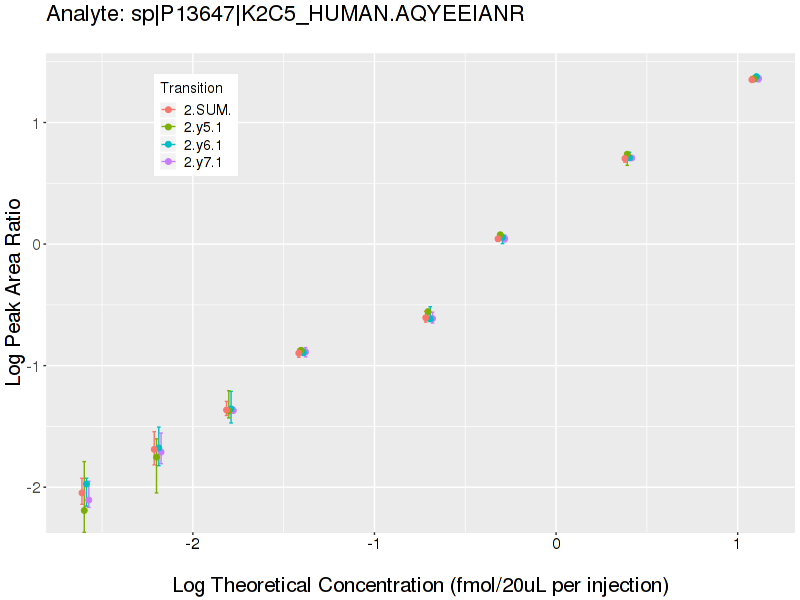 Analyte: sp|P13647|K2C5_HUMAN.AQYEEIANR
Transition
2.SUM.
2.y5.1
2.y6.1
2.y7.1
1
0
-1
-2
Log Peak Area Ratio
-2
-1
0
1
Log Theoretical Concentration (fmol/20uL per injection)